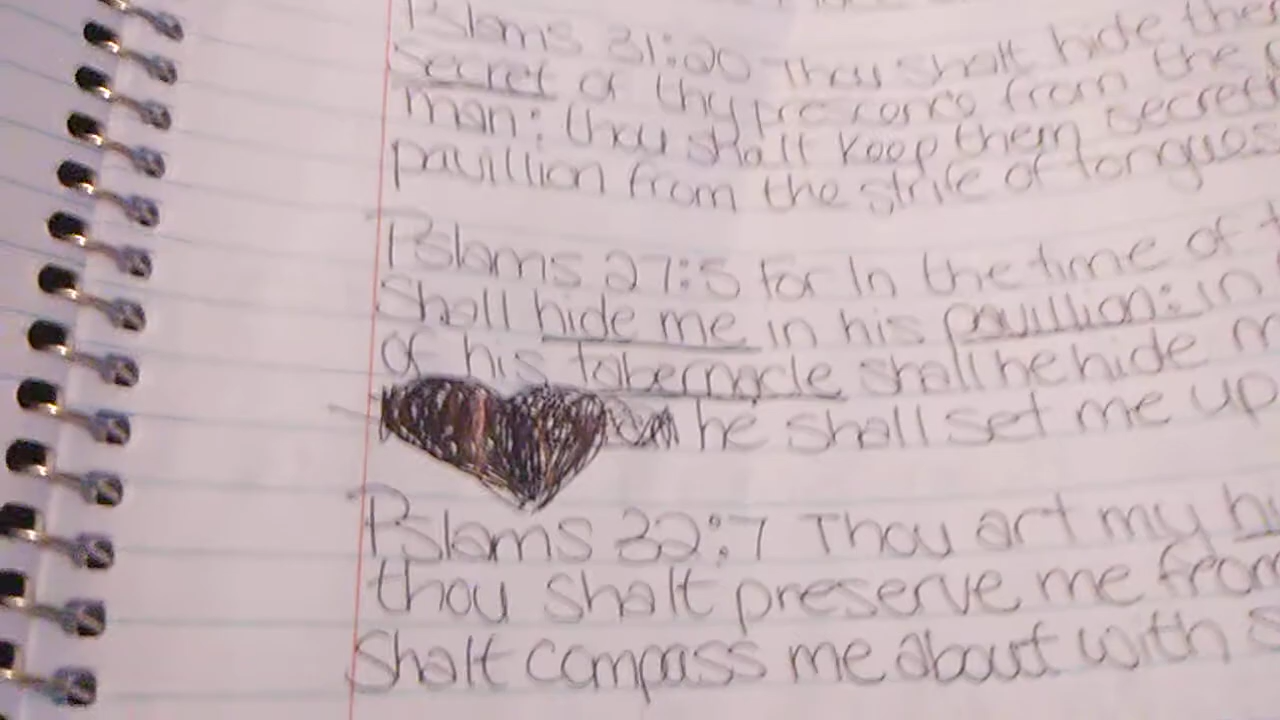 Pslams 31:20 Thou shalt hide them
secret of thy presence from the
man: thou shalt keep them secretl
pavillion from the strife of tongues
Pslams 27:5 For In the time of t
Shall hide me in his pavillion: in
of his tabernacle shall he hide m
he shall set me up
Pslams 32:7 Thou art my hi
thou shalt preserve me from
Shalt compass me about with s